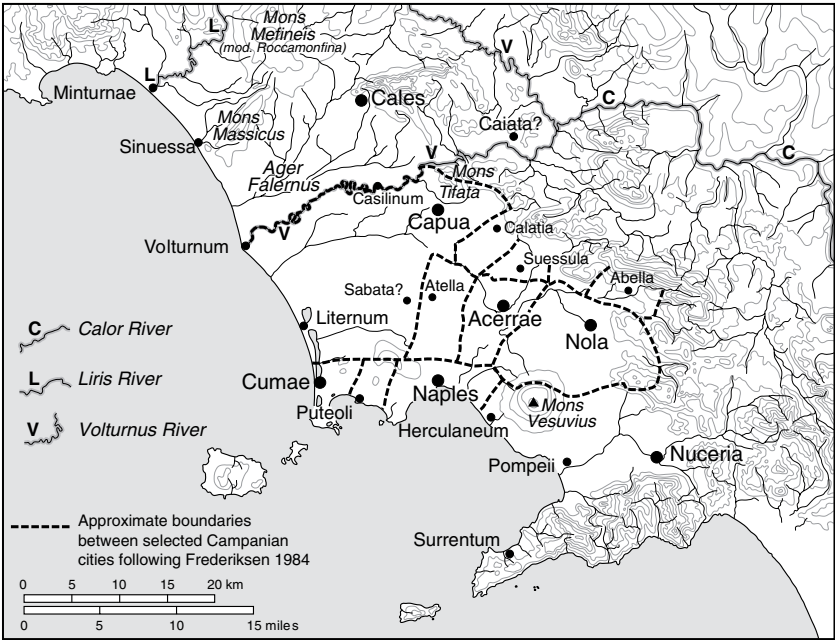 Mons
Mefineis
(mod. Roccamonfina)
L
V
L
Minturnae
Cales
C
Mons
Massicus
Caiata?
Sinuessa
C
V
Ager
Falernus
Mons
Tifata
Casilinum
Capua
V
Calatia
Volturnum
Suessula
Abella
Sabata?
Atella
Liternum
Acerrae
Nola
C Calor River
L Liris River
V Volturnus River
Cumae
Naples
Puteoli
Mons
Vesuvius
Herculaneum
Pompeii
Nuceria
Surrentum
Approximate boundaries
between selected Campanian
cities following Frederiksen 1984
0 5 10 15 20 km
0 5 10 15 miles